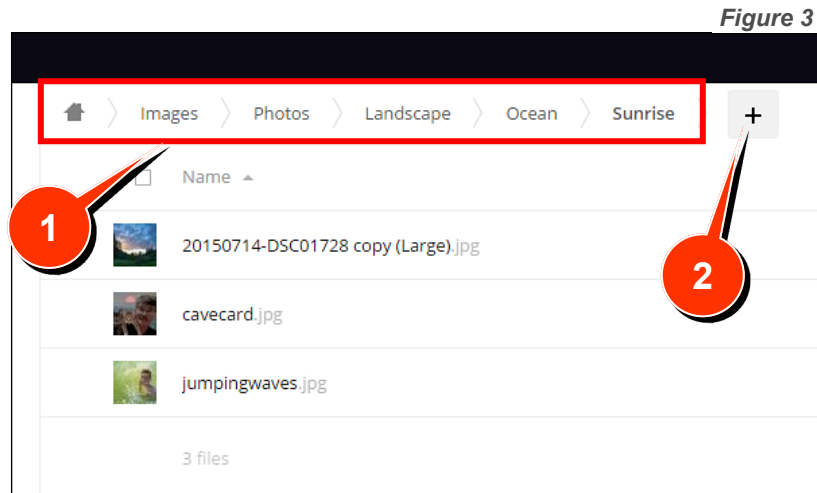 Figure 3
Images Photos Landscape Ocean Sunrise +
Name
1
20150714-DSC01728 copy (Large).jpg
2
cavecard.jpg
jumpingwaves.jpg
3 files